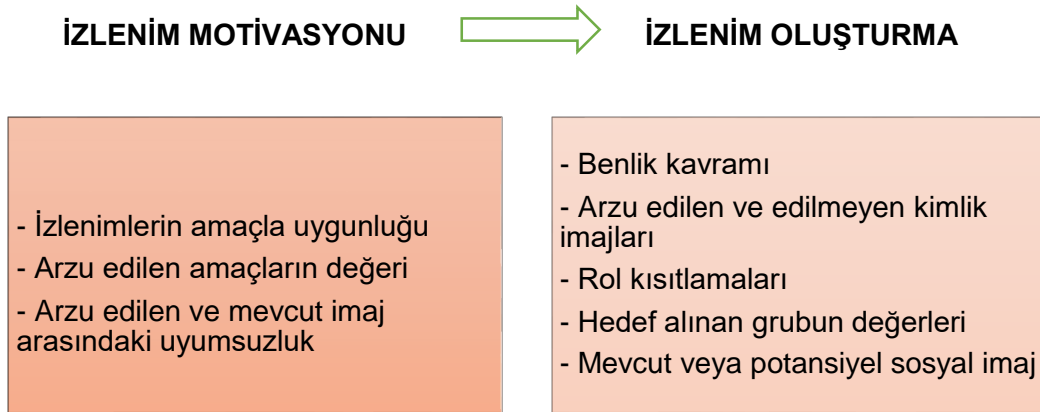 İZLENİM MOTİVASYONU
İZLENİM OLUŞTURMA
- İzlenimlerin amaçla uygunluğu
- Arzu edilen amaçların değeri
- Arzu edilen ve mevcut imaj
arasındaki uyumsuzluk
- Benlik kavramı
- Arzu edilen ve edilmeyen kimlik
imajları
- Rol kısıtlamaları
- Hedef alınan grubun değerleri
- Mevcut veya potansiyel sosyal imaj